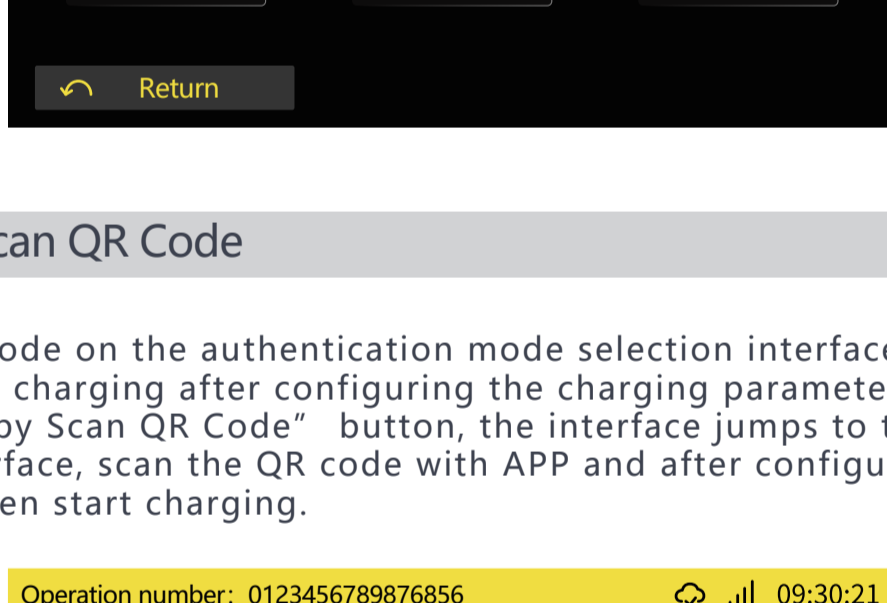 Return
can QR Code
ode on the authentication mode selection interface
charging after configuring the charging paramete
by Scan QR Code” button, the interface jumps to t
rface, scan the QR code with APP and after configu
en start charging.
Operation number: 0123456789876856 09:30:21